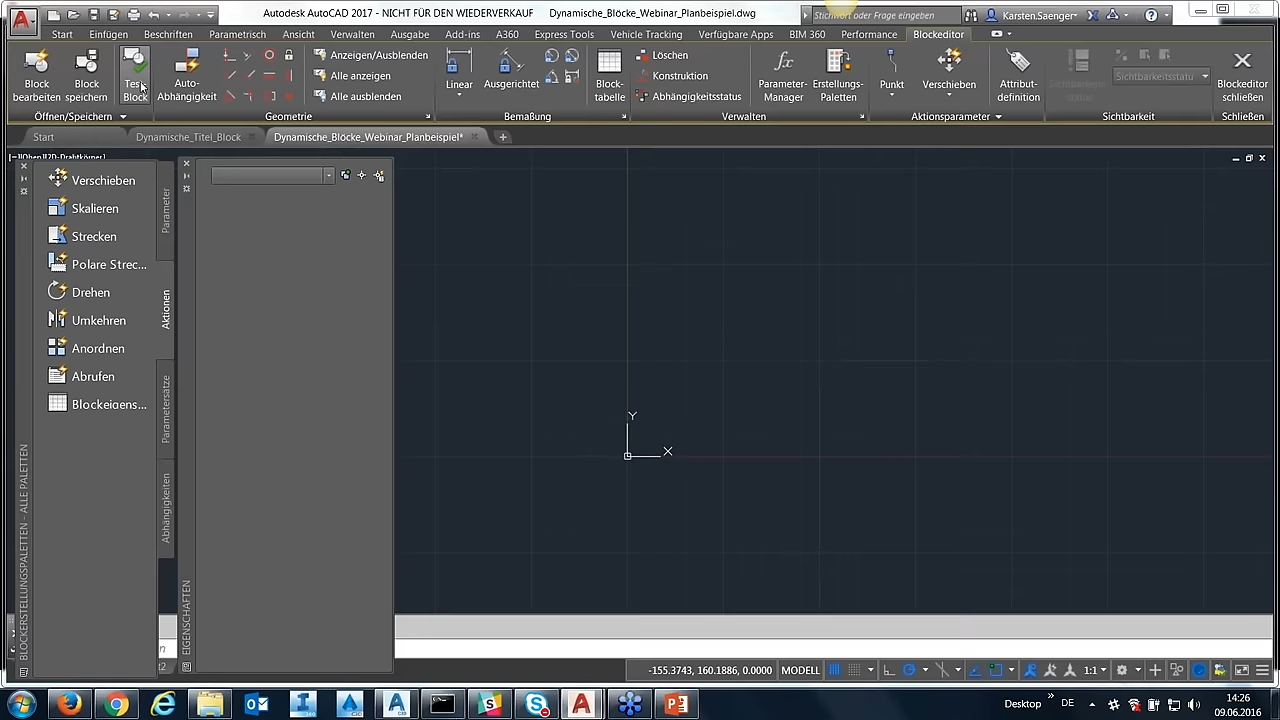 Autodesk AutoCAD 2017 - NICHT FÜR DEN WIEDERVERKAUF Dynamische_Blöcke_Webinar_Planbeispiel.dwg
Stichwort oder Frage eingeben
Karsten.Saenger
Start Einfügen Beschriften Parametrisch Ansicht Verwalten Ausgabe Add-ins A360 Express Tools Vehicle Tracking Verfügbare Apps BIM 360 Performance Blockeditor
Block bearbeiten
Block speichern
Block
Auto-Abhängigkeit
Anzeigen/Ausblenden
Alle anzeigen
Alle ausblenden
Linear
Ausgerichtet
Block-tabelle
Löschen
Konstruktion
Abhängigkeitsstatus
Parameter-Manager
Erstellungs-Paletten
Punkt
Verschieben
Attribut-definition
Sichtbarkeitsstatu
Blockeditor schließen
Öffnen/Speichern Geometrie Bemaßung Verwalten Aktionsparameter Sichtbarkeit Schließen
Start Dynamische_Titel_Block Dynamische_Blöcke_Webinar_Planbeispiel*
Verschieben
Skalieren
Strecken
Polare Strec...
Drehen
Umkehren
Anordnen
Abrufen
Blockeigens...
Parameter
Aktionen
Parametersätze
Abhängigkeiten
BLOCKERSTELLUNGSPALETTEN - ALLE PALETTEN
EIGENSCHAFTEN
Y
X
-155.3743, 160.1886, 0.0000 MODELL 1:1
Desktop » DE
14:26
09.06.2016